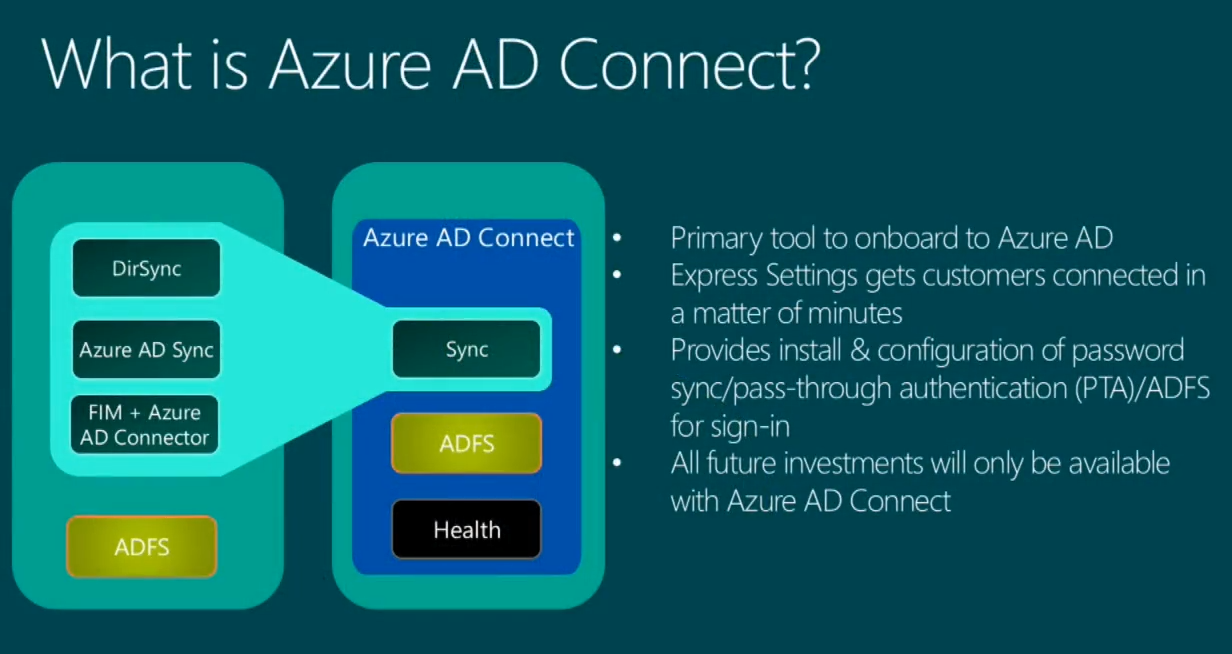 What is Azure AD Connect?
DirSync
Azure AD Sync
FIM + Azure
AD Connector
ADFS
Azure AD Connect
Sync
ADFS
Health
• Primary tool to onboard to Azure AD
• Express Settings gets customers connected in
a matter of minutes
• Provides install & configuration of password
sync/pass-through authentication (PTA)/ADFS
for sign-in
• All future investments will only be available
with Azure AD Connect